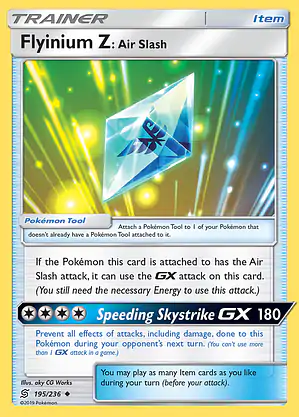 TRAINER Item
Flyinium Z: Air Slash
Pokémon Tool
Attach a Pokémon Tool to 1 of your Pokémon that
doesn't already have a Pokémon Tool attached to it.
If the Pokémon this card is attached to has the Air
Slash attack, it can use the GX attack on this card.
(You still need the necessary Energy to use this attack.)
Speeding Skystrike GX 180
Prevent all effects of attacks, including damage, done to this
Pokémon during your opponent's next turn. (You can't use more
than 1 GX attack in a game.)
Illus. aky CG Works
195/236
©2019 Pokémon
You may play as many Item cards as you like
during your turn (before your attack).